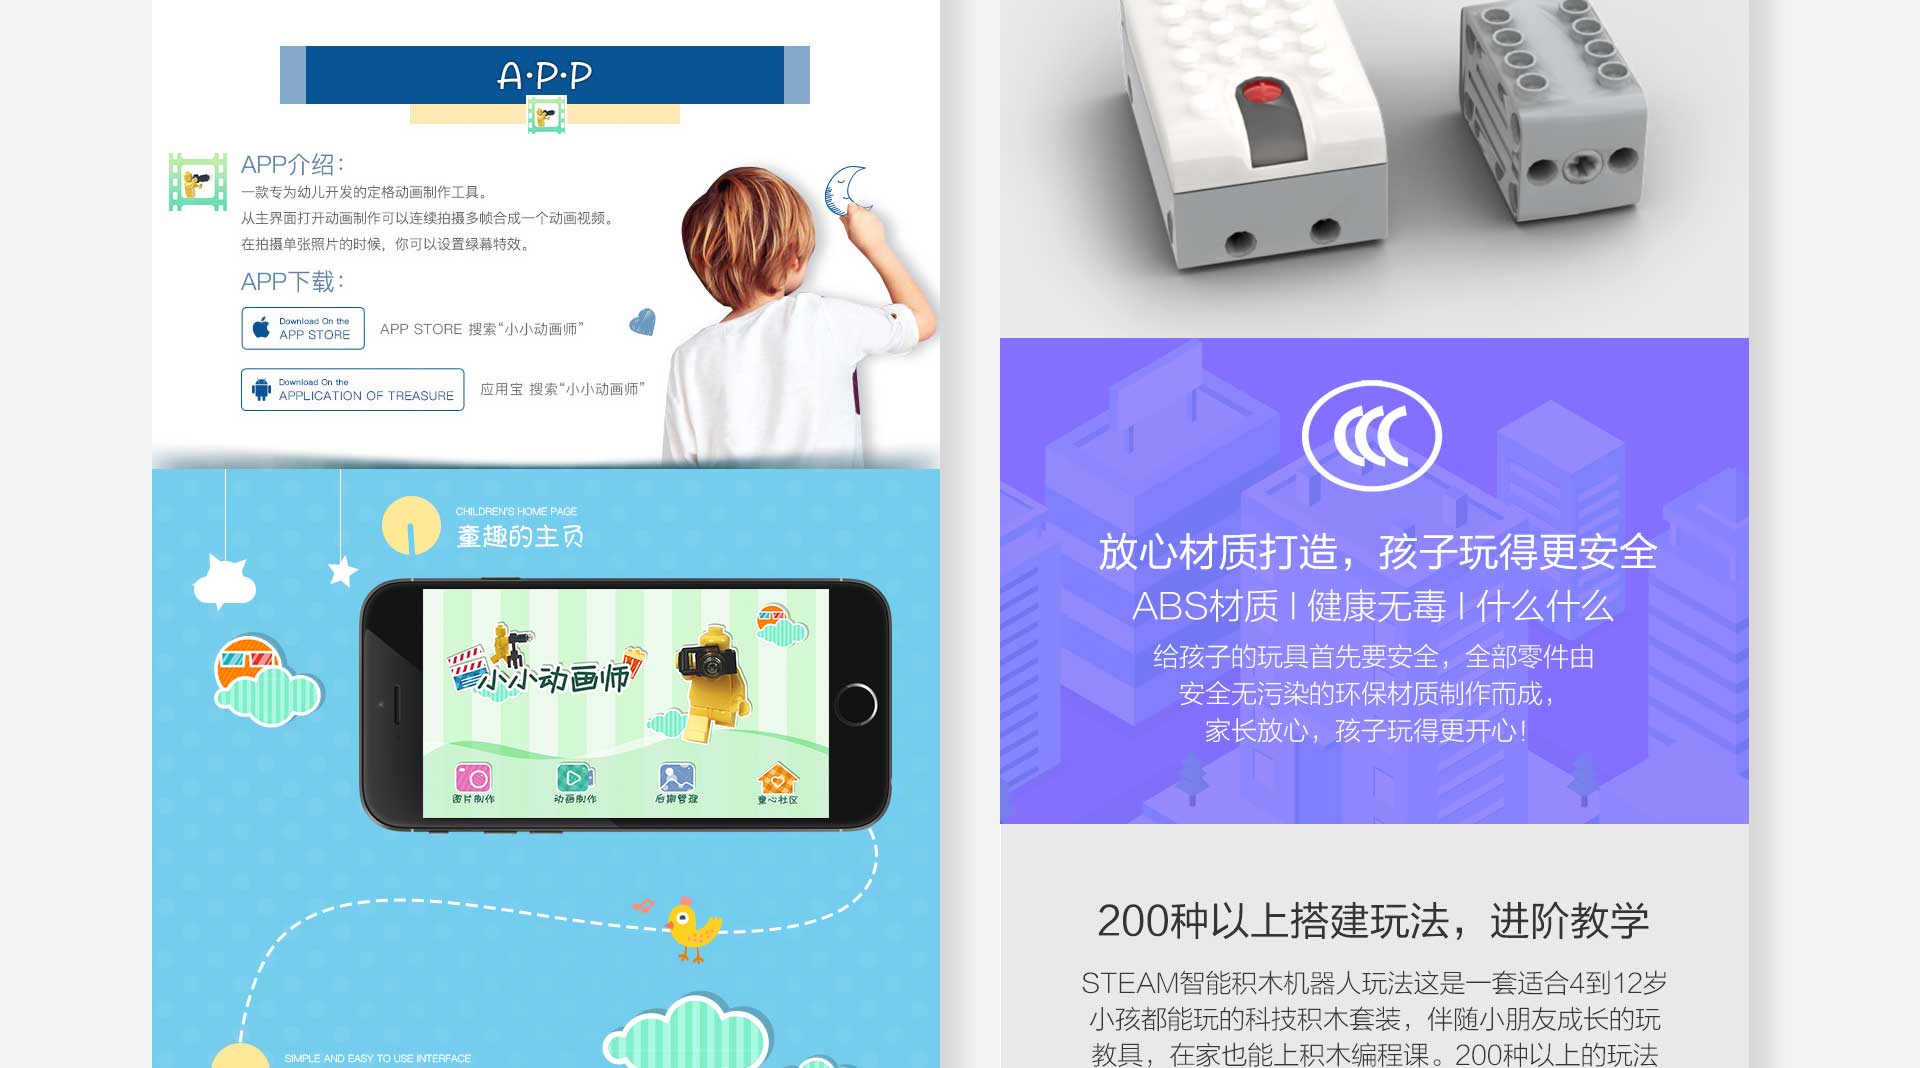 A·P·P
APP介绍：
一款专为幼儿开发的定格动画制作工具。
从主界面打开动画制作可以连续拍摄多帧合成一个动画视频。
在拍摄单张照片的时候，你可以设置绿幕特效。
APP下载：
Download On the
APP STORE
APP STORE 搜索“小小动画师”
Download On the
APPLICATION OF TREASURE
应用宝 搜索“小小动画师”
CHILDREN'S HOME PAGE
童趣的主页
小小动画师
图片制作
动画制作
后期管理
童心社区
SIMPLE AND EASY TO USE INTERFACE
CCC
放心材质打造，孩子玩得更安全
ABS材质 | 健康无毒 | 什么什么
给孩子的玩具首先要安全，全部零件由
安全无污染的环保材质制作而成，
家长放心，孩子玩得更开心！
200种以上搭建玩法，进阶教学
STEAM智能积木机器人玩法这是一套适合4到12岁
小孩都能玩的科技积木套装，伴随小朋友成长的玩
教具，在家也能上积木编程课。200种以上的玩法